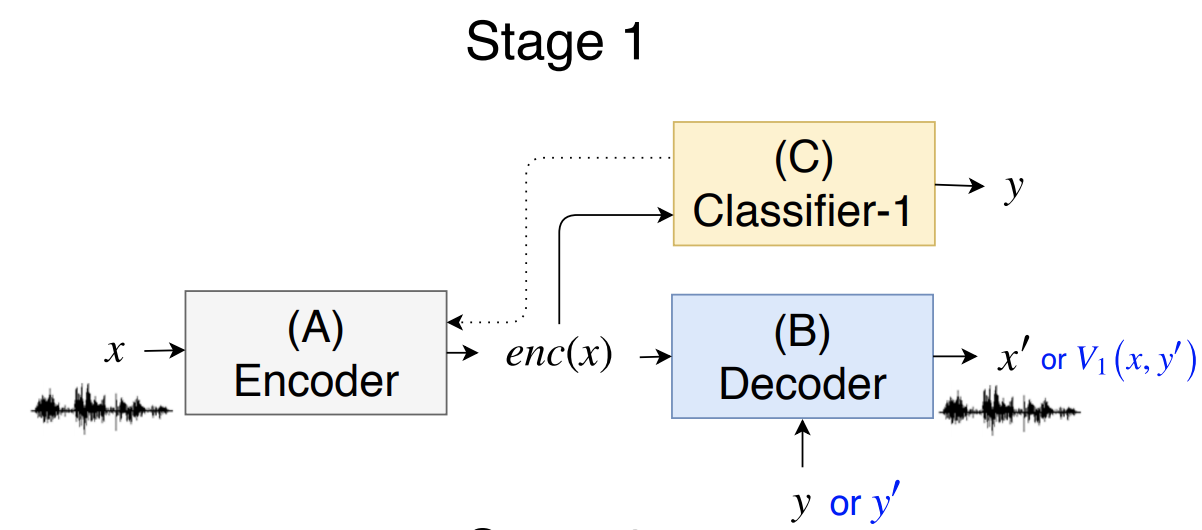 Stage 1
(C)
Classifier-1
y
(A)
Encoder
x
enc(x)
(B)
Decoder
x′ or V₁(x, y′)
y or y′